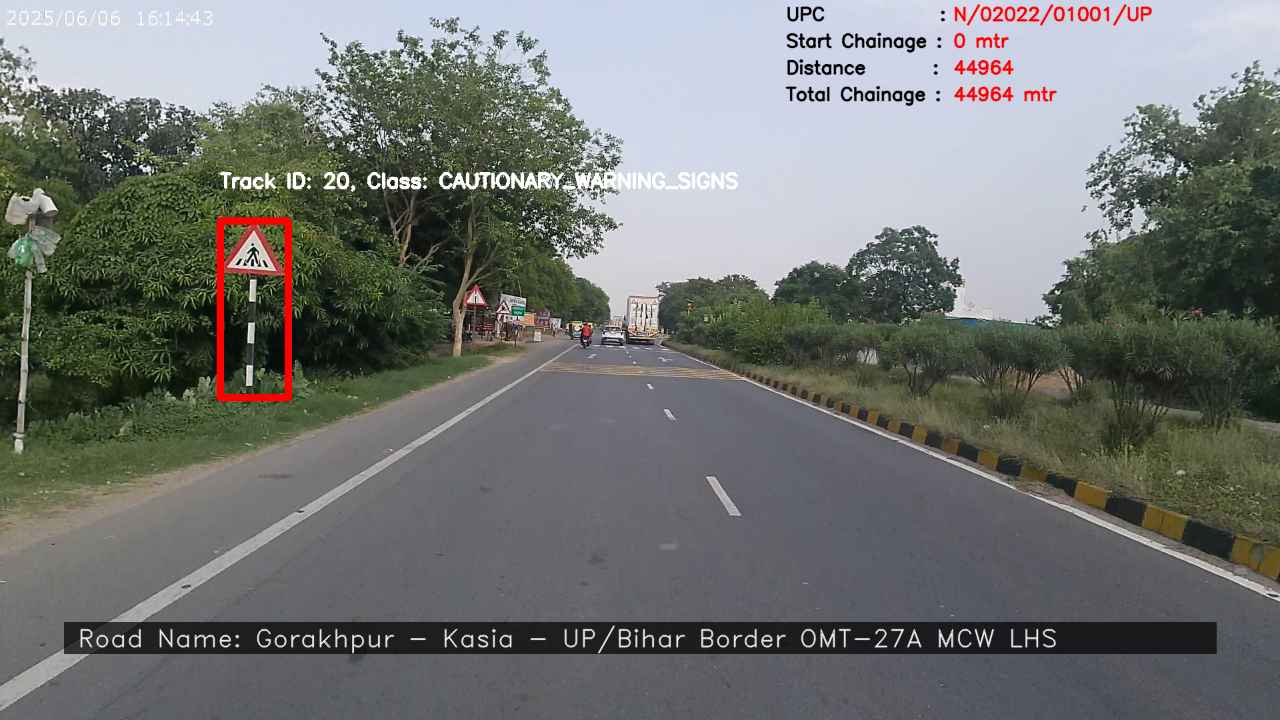 2025/06/06 16:14:43
UPC : N/02022/01001/UP
Start Chainage : 0 mtr
Distance : 44964
Total Chainage : 44964 mtr
Track ID: 20, Class: CAUTIONARY_WARNING_SIGNS
Road Name: Gorakhpur - Kasia - UP/Bihar Border OMT-27A MCW LHS